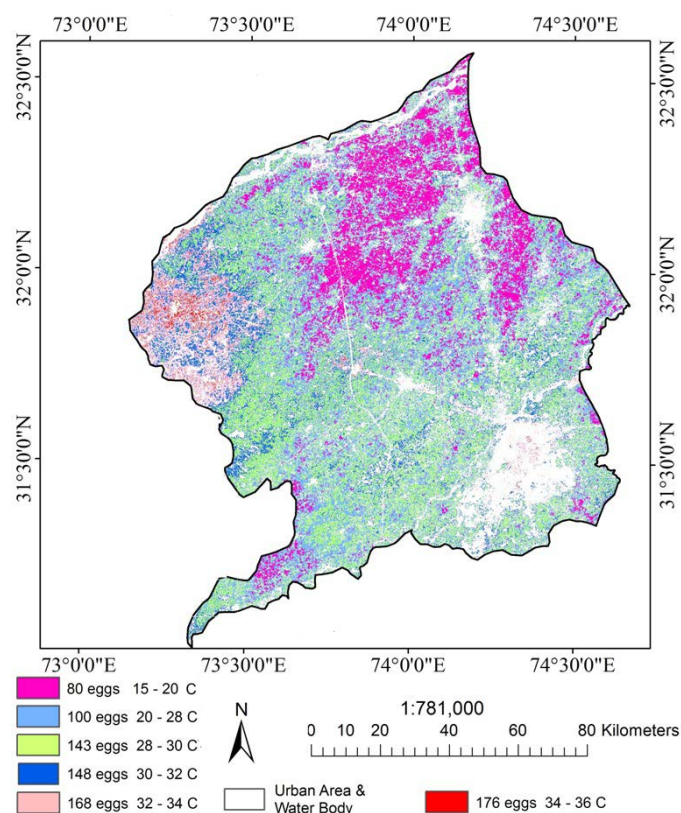 73°0'0"E 73°30'0"E 74°0'0"E 74°30'0"E
32°30'0"N 32°30'0"N
32°0'0"N 32°0'0"N
31°30'0"N 31°30'0"N
73°0'0"E 73°30'0"E 74°0'0"E 74°30'0"E
80 eggs 15 - 20 C
100 eggs 20 - 28 C
143 eggs 28 - 30 C
148 eggs 30 - 32 C
168 eggs 32 - 34 C
N
1:781,000
0 10 20 40 60 80 Kilometers
Urban Area &
Water Body
176 eggs 34 - 36 C